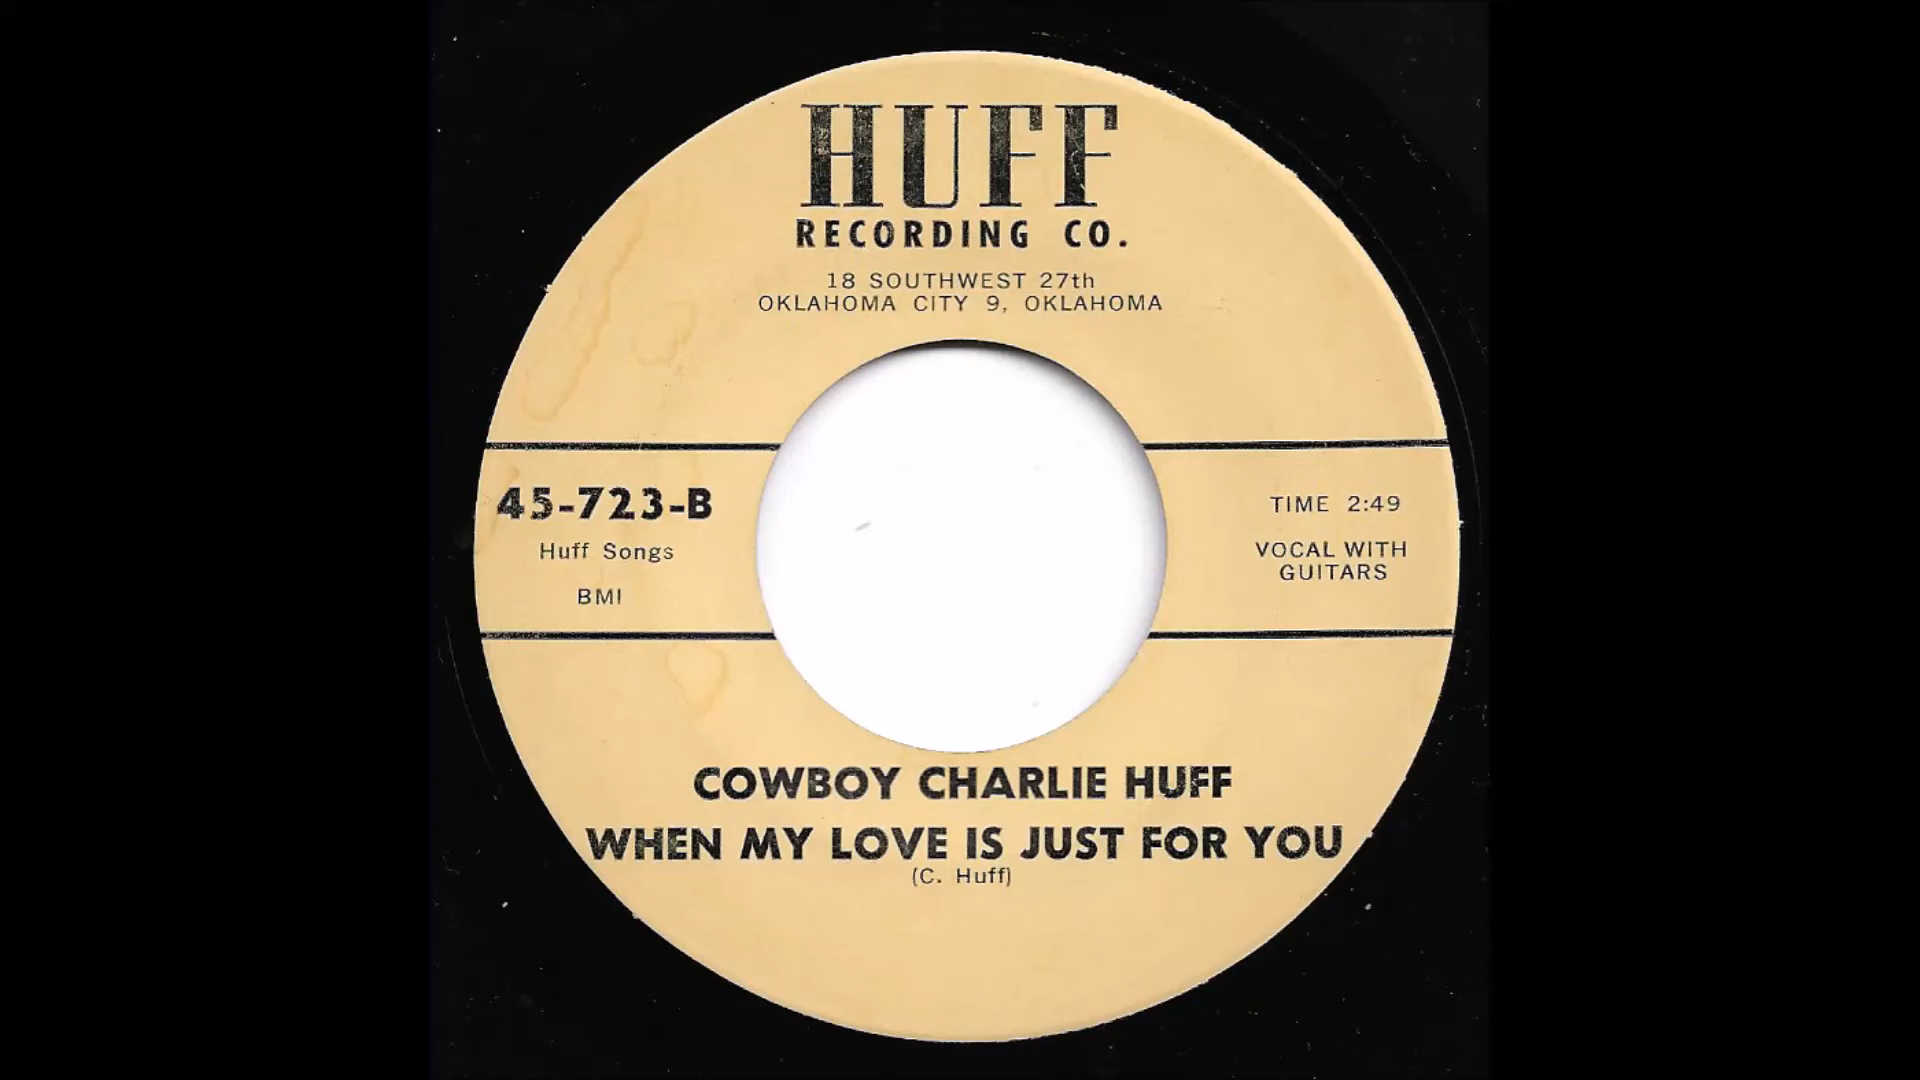 HUFF
RECORDING CO.
18 SOUTHWEST 27th
OKLAHOMA CITY 9, OKLAHOMA
45-723-B
Huff Songs
BMI
TIME 2:49
VOCAL WITH
GUITARS
COWBOY CHARLIE HUFF
WHEN MY LOVE IS JUST FOR YOU
(C. Huff)